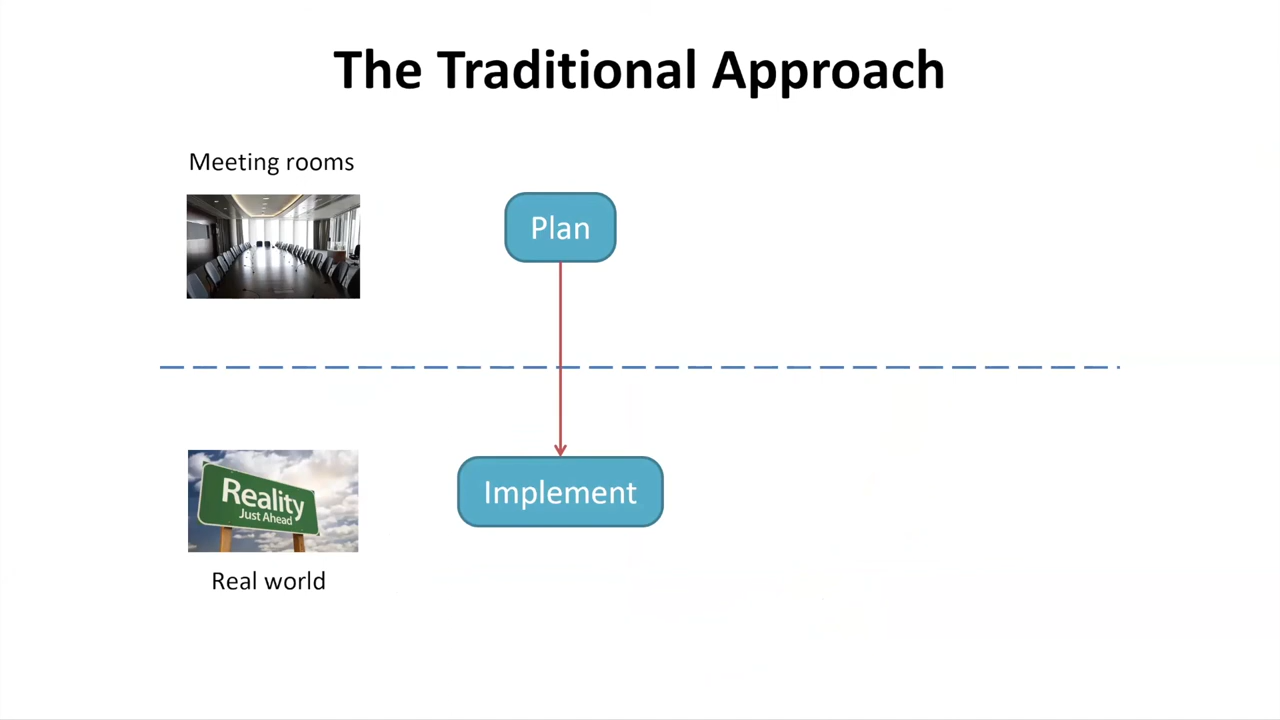 The Traditional Approach
Meeting rooms
Plan
Implement
Reality
Just Ahead
Real world